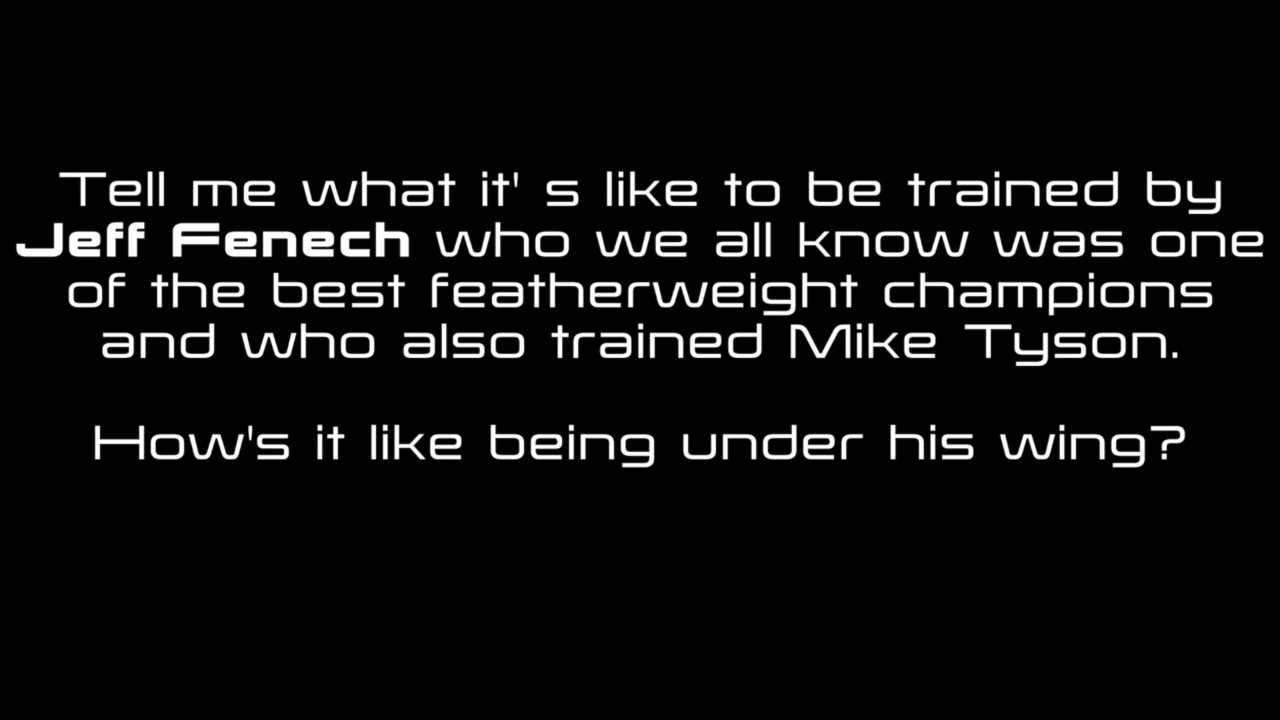 Tell me what it' s like to be trained by
Jeff Fenech who we all know was one
of the best featherweight champions
and who also trained Mike Tyson.
How's it like being under his wing?